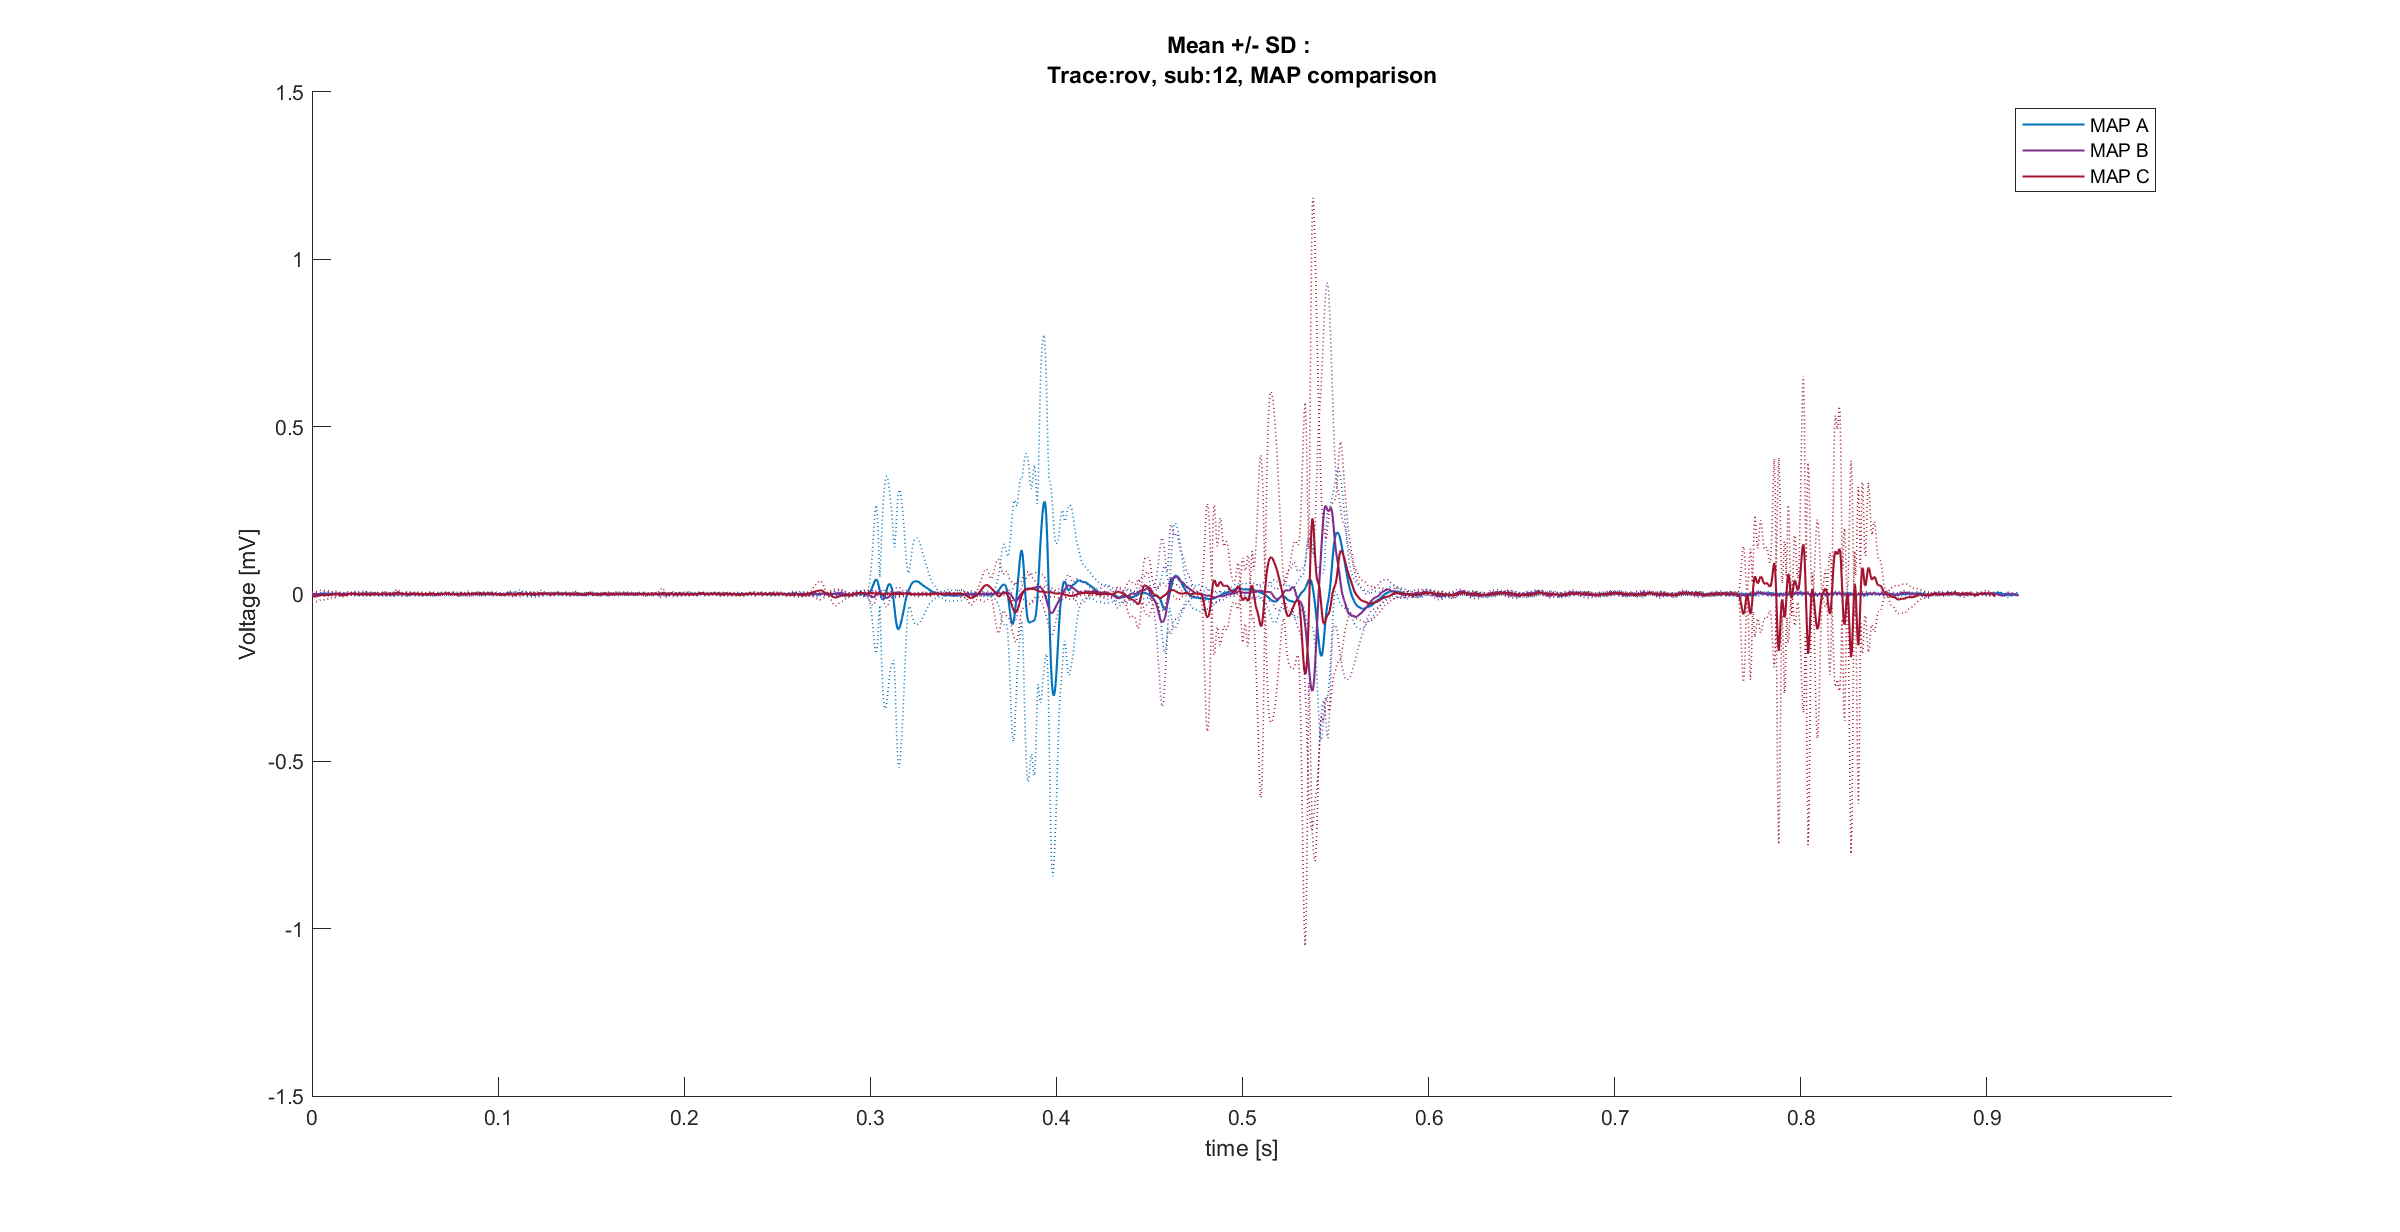 Mean +/- SD :
Trace:rov, sub:12, MAP comparison
1.5
1
0.5
0
-0.5
-1
-1.5
Voltage [mV]
MAP A
MAP B
MAP C
0 0.1 0.2 0.3 0.4 0.5 0.6 0.7 0.8 0.9
time [s]